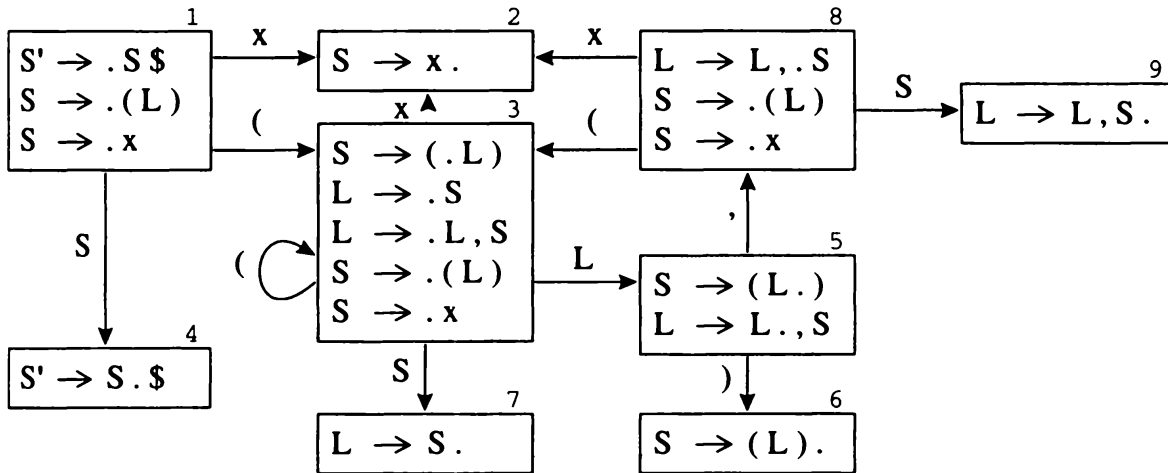 1
S' → .S$
S → .(L)
S → .x
x
(
S
4
S' → S.$
2
S → x.
x
3
S → (.L)
L → .S
L → .L,S
S → .(L)
S → .x
(
S
7
L → S.
L
x
(
8
L → L,.S
S → .(L)
S → .x
S
9
L → L,S.
,
5
S → (L.)
L → L.,S
)
6
S → (L).